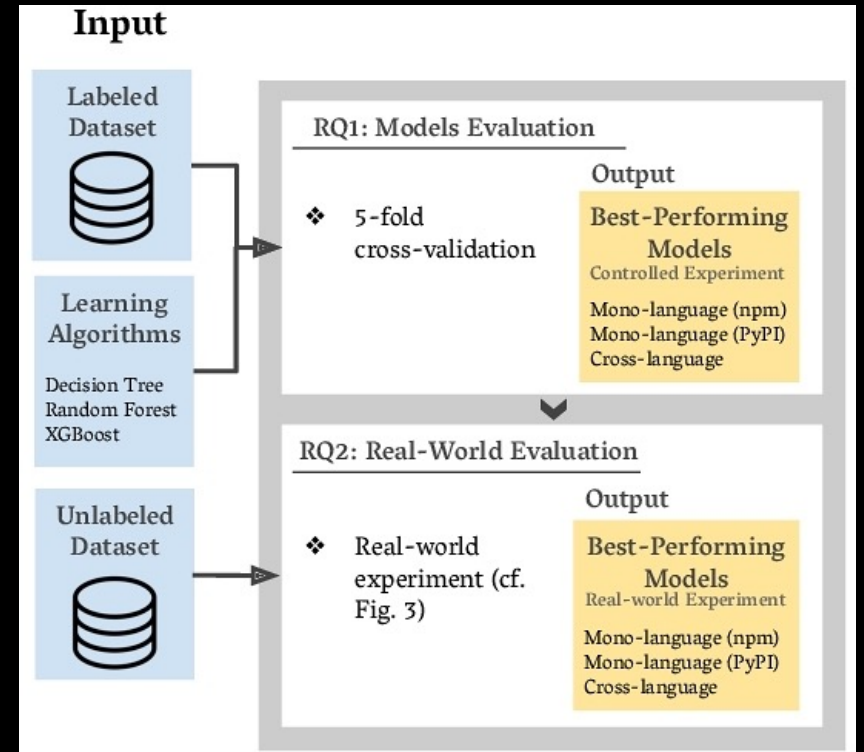 Input
Labeled
Dataset
Learning
Algorithms
Decision Tree
Random Forest
XGBoost
Unlabeled
Dataset
RQ1: Models Evaluation
❖ 5-fold
cross-validation
Output
Best-Performing
Models
Controlled Experiment
Mono-language (npm)
Mono-language (PyPI)
Cross-language
RQ2: Real-World Evaluation
❖ Real-world
experiment (cf.
Fig. 3)
Output
Best-Performing
Models
Real-world Experiment
Mono-language (npm)
Mono-language (PyPI)
Cross-language